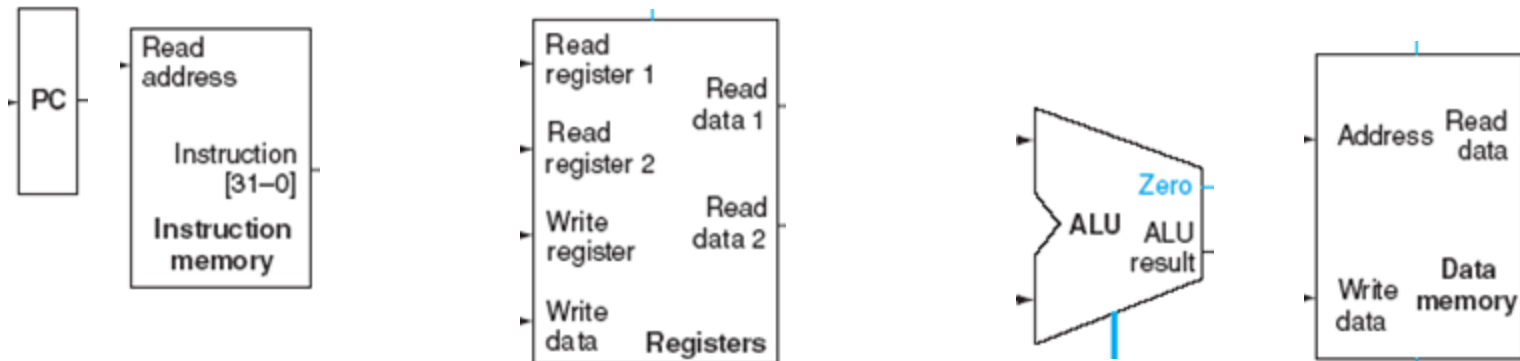 PC
Read
address
Instruction
[31–0]
Instruction
memory
Read
register 1
Read
register 2
Write
register
Write
data
Read
data 1
Read
data 2
Registers
Zero
ALU
ALU
result
Address
Read
data
Write
data
Data
memory